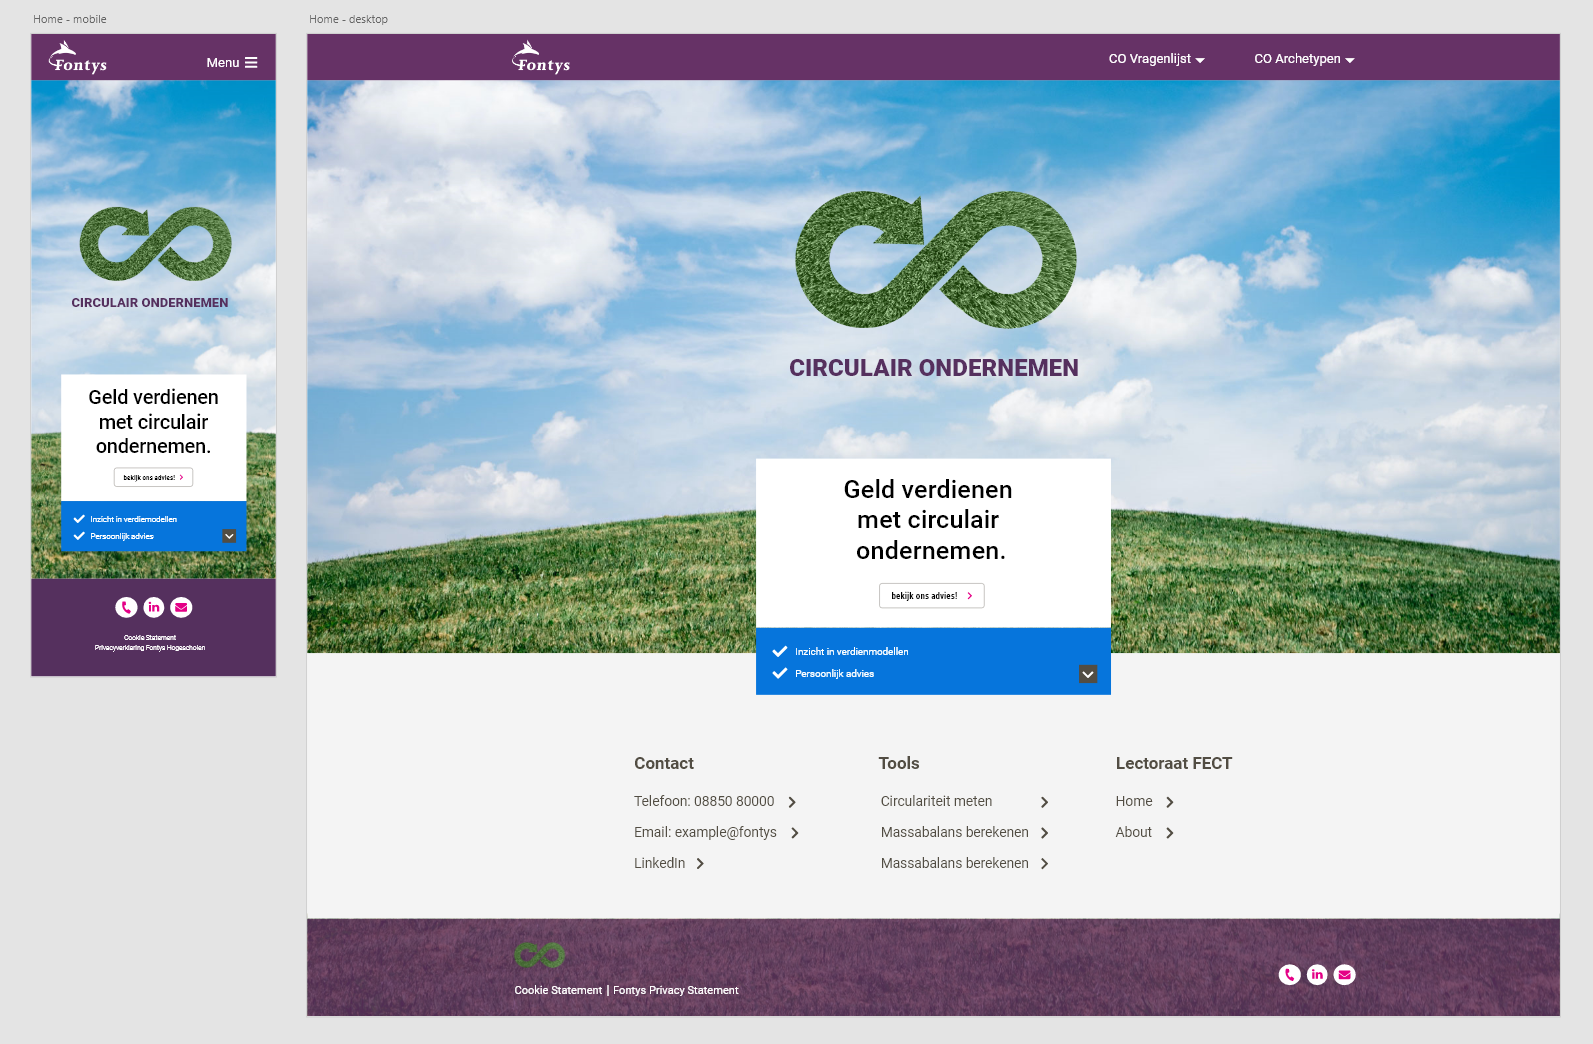 Home - mobile
Fontys
Menu
CIRCULAIR ONDERNEMEN
Geld verdienen
met circulair
ondernemen.
bekijk ons advies!
Inzicht in verdiemodellen
Persoonlijk advies
Cookie Statement
Privacyverklaring Fontys Hogescholen
Home - desktop
Fontys
CO Vragenlijst
CO Archetypen
CIRCULAIR ONDERNEMEN
Geld verdienen
met circulair
ondernemen.
bekijk ons advies!
Inzicht in verdienmodellen
Persoonlijk advies
Contact
Telefoon: 08850 80000
Email: example@fontys
LinkedIn
Tools
Circulariteit meten
Massabalans berekenen
Massabalans berekenen
Lectoraat FECT
Home
About
Cookie Statement | Fontys Privacy Statement